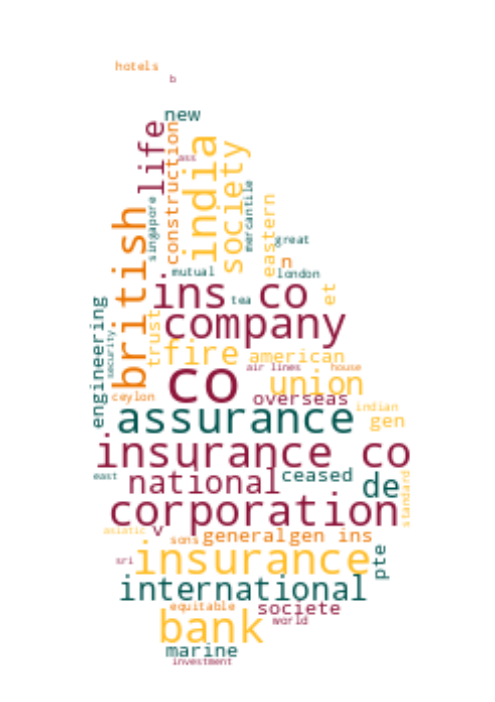 hotels
b
new
life
construction
ass
india
society
british
singapore
mercantile
eastern
great
n
mutual
london
ins co
tea
et
company
engineering
security
trust
fire
american
air lines
house
co
union
ceylon
overseas
indian
assurance
gen
insurance co
east
national
ceased
de
standard
corporation
asiatic
v
sons
general
gen ins
sri
insurance
pte
international
equitable
societe
bank
world
marine
investment